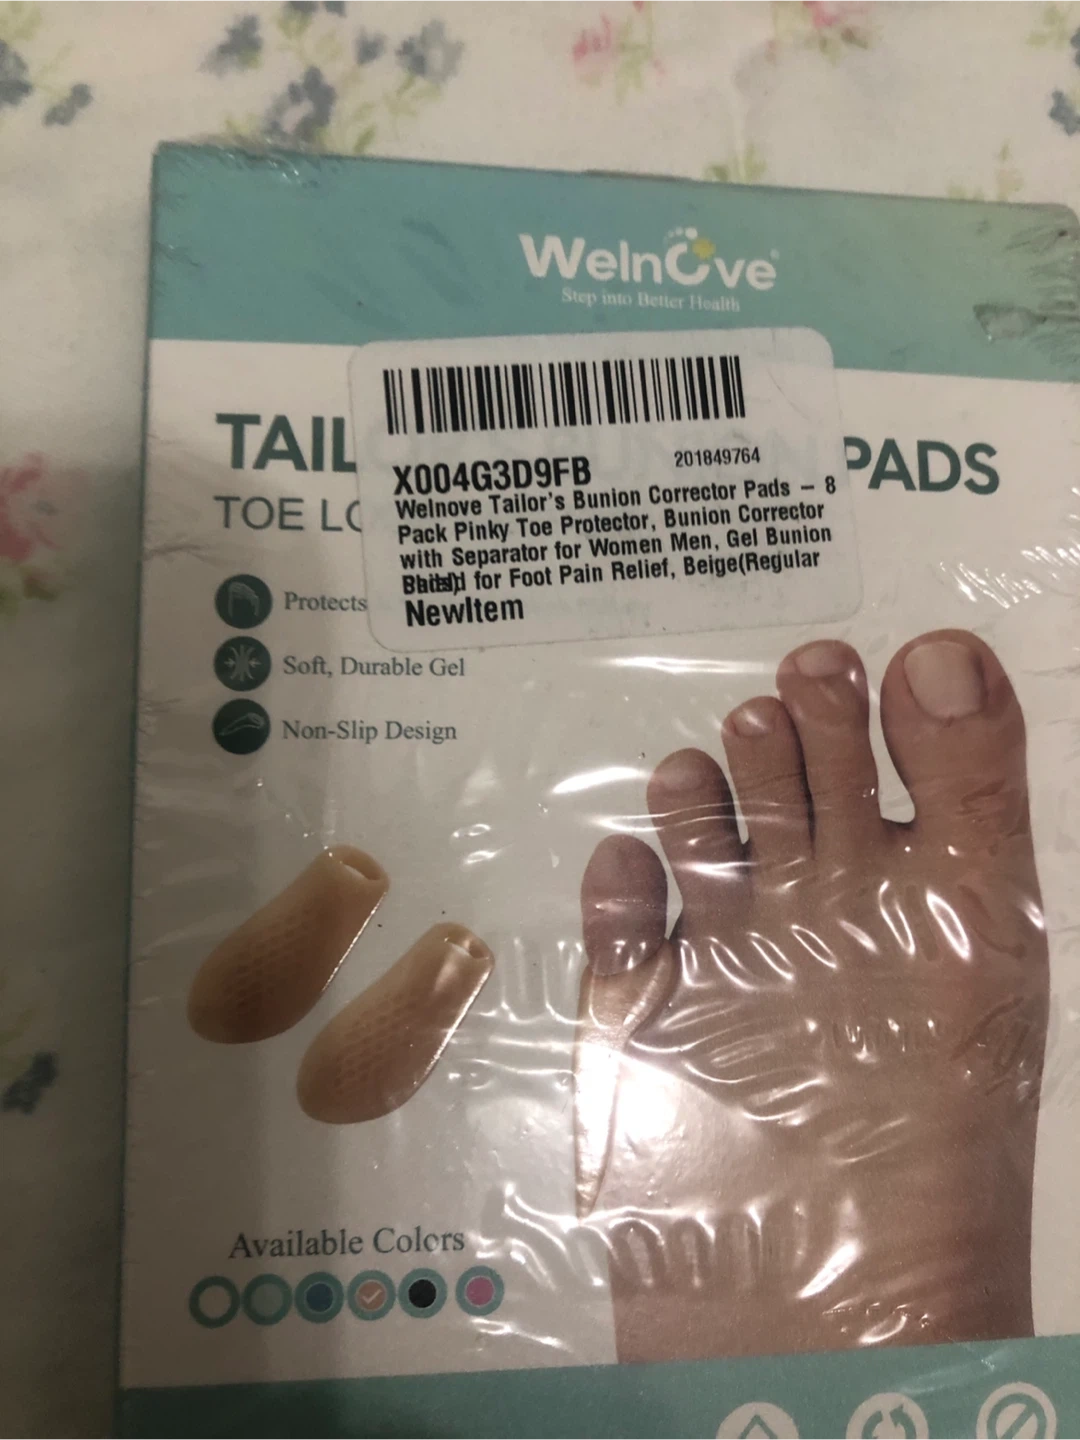 Welnove
Step into Better Health
TAIL PADS
TOE LO
X004G3D9FB 201849764
Welnove Tailor's Bunion Corrector Pads – 8
Pack Pinky Toe Protector, Bunion Corrector
with Separator for Women Men, Gel Bunion
for Foot Pain Relief, Beige(Regular
NewItem
Protects
Soft, Durable Gel
Non-Slip Design
Available Colors